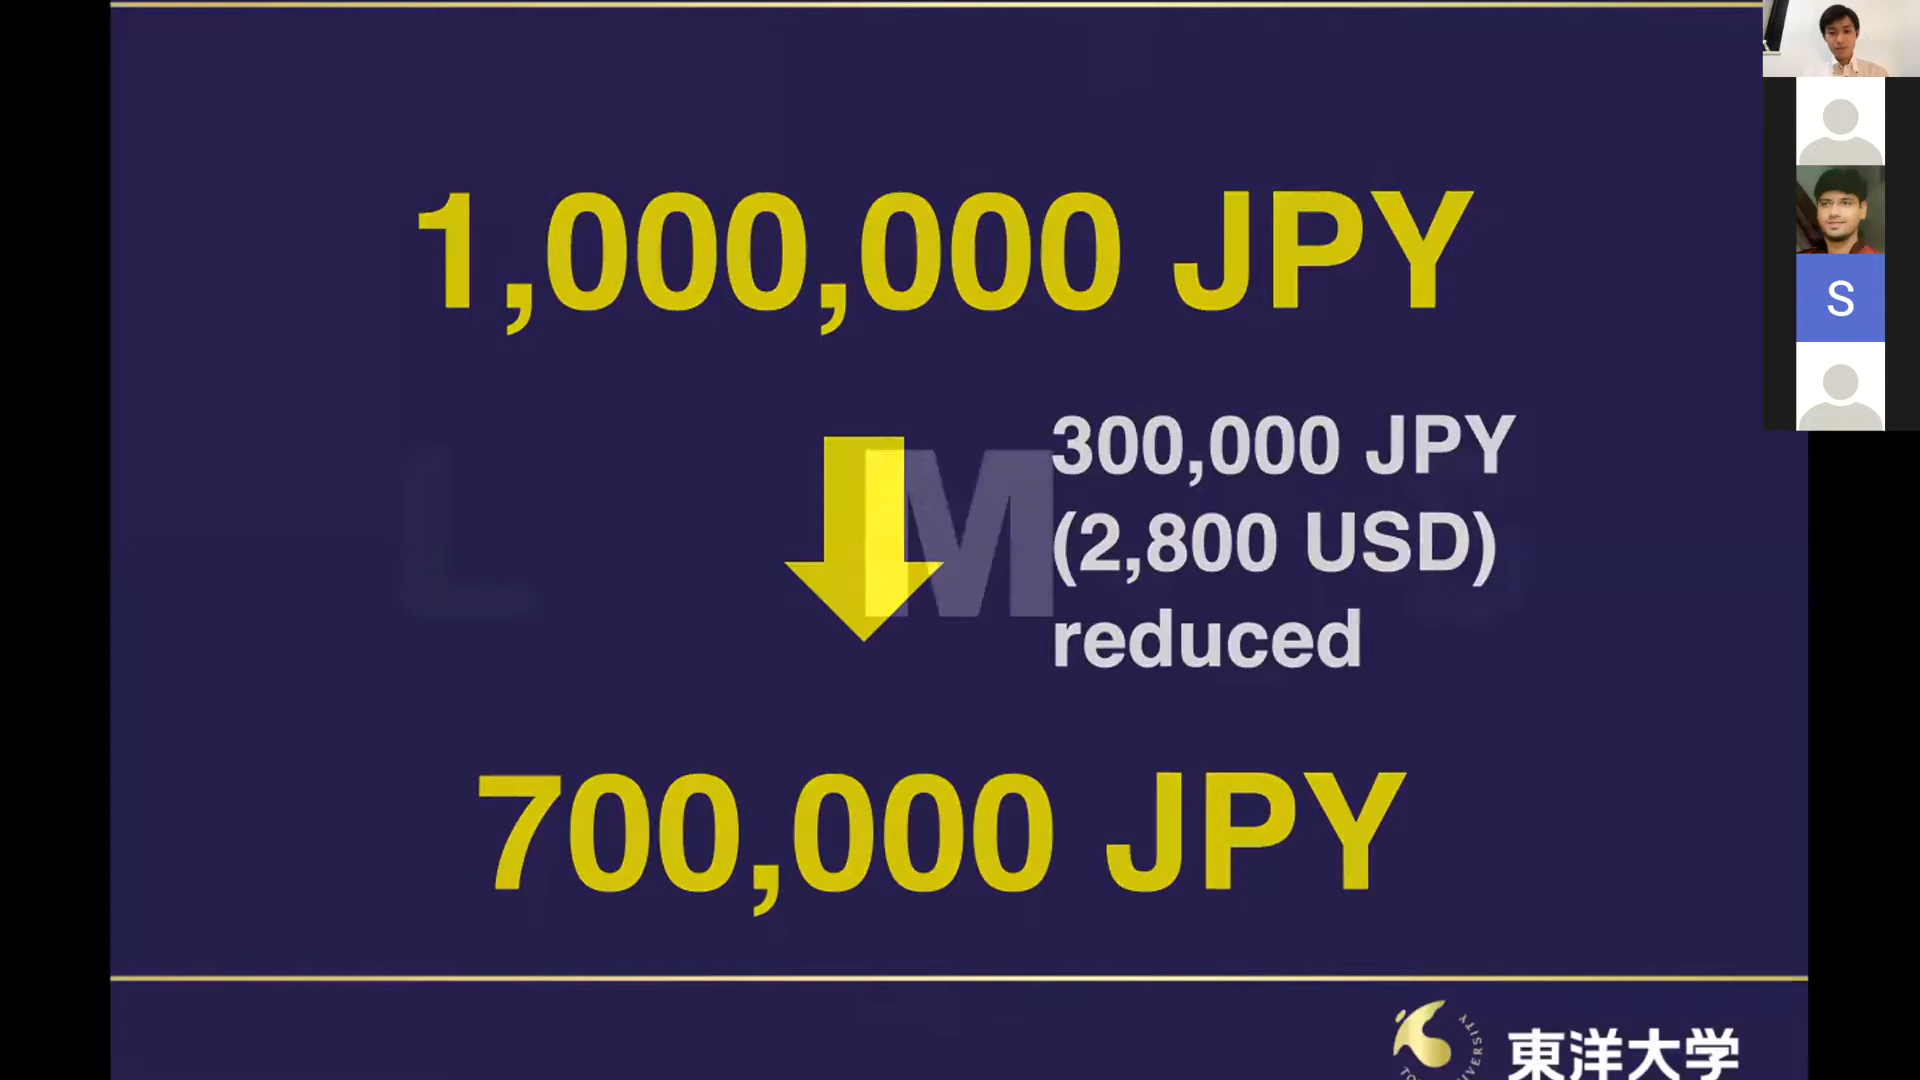 1,000,000 JPY
300,000 JPY
(2,800 USD)
reduced
700,000 JPY
東洋大学
S